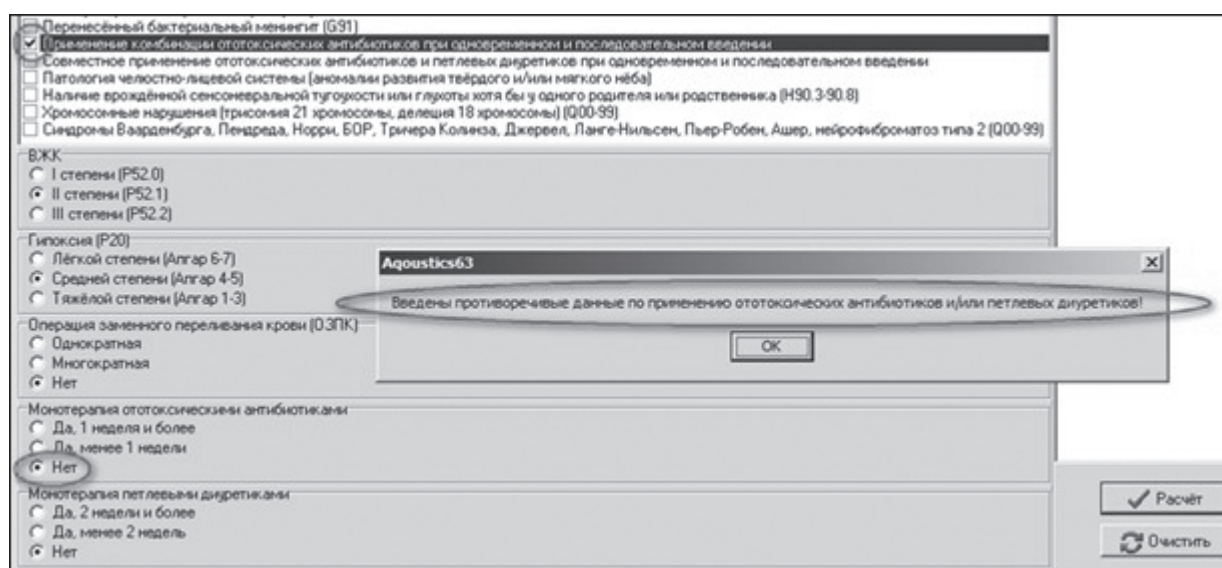 Перенесённый бактериальный менингит (G91)
Применение комбинации ототоксических антибиотиков при одновременном и последовательном введении
Совместное применение ототоксических антибиотиков и петлевых диуретиков при одновременном и последовательном введении
Патология челюстно-лицевой системы (аномалии развития твёрдого и/или мягкого нёба)
Наличие врождённой сенсоневральной тугоухости или глухоты хотя бы у одного родителя или родственника (H90.3-90.8)
Хромосомные нарушения (трисомия 21 хромосомы, делеция 18 хромосомы) (Q00-99)
Синдромы Ваарденбурга, Пендреда, Норри, БОР, Тричера Колинза, Джервел, Ланге-Нильсен, Пьер-Робен, Ашер, нейрофиброматоз типа 2 (Q00-99)
ВЖК
I степени (P52.0)
II степени (P52.1)
III степени (P52.2)
Гипоксия (P20)
Лёгкой степени (Апгар 6-7)
Средней степени (Апгар 4-5)
Тяжёлой степени (Апгар 1-3)
Aqoustics63
Введены противоречивые данные по применению ототоксических антибиотиков и/или петлевых диуретиков!
OK
Операция заменного переливания крови (ОЗПК)
Однократная
Многократная
Нет
Монотерапия ототоксическими антибиотиками
Да, 1 неделя и более
Да, менее 1 недели
Нет
Монотерапия петлевыми диуретиками
Да, 2 недели и более
Да, менее 2 недель
Нет
Расчёт
Очистить